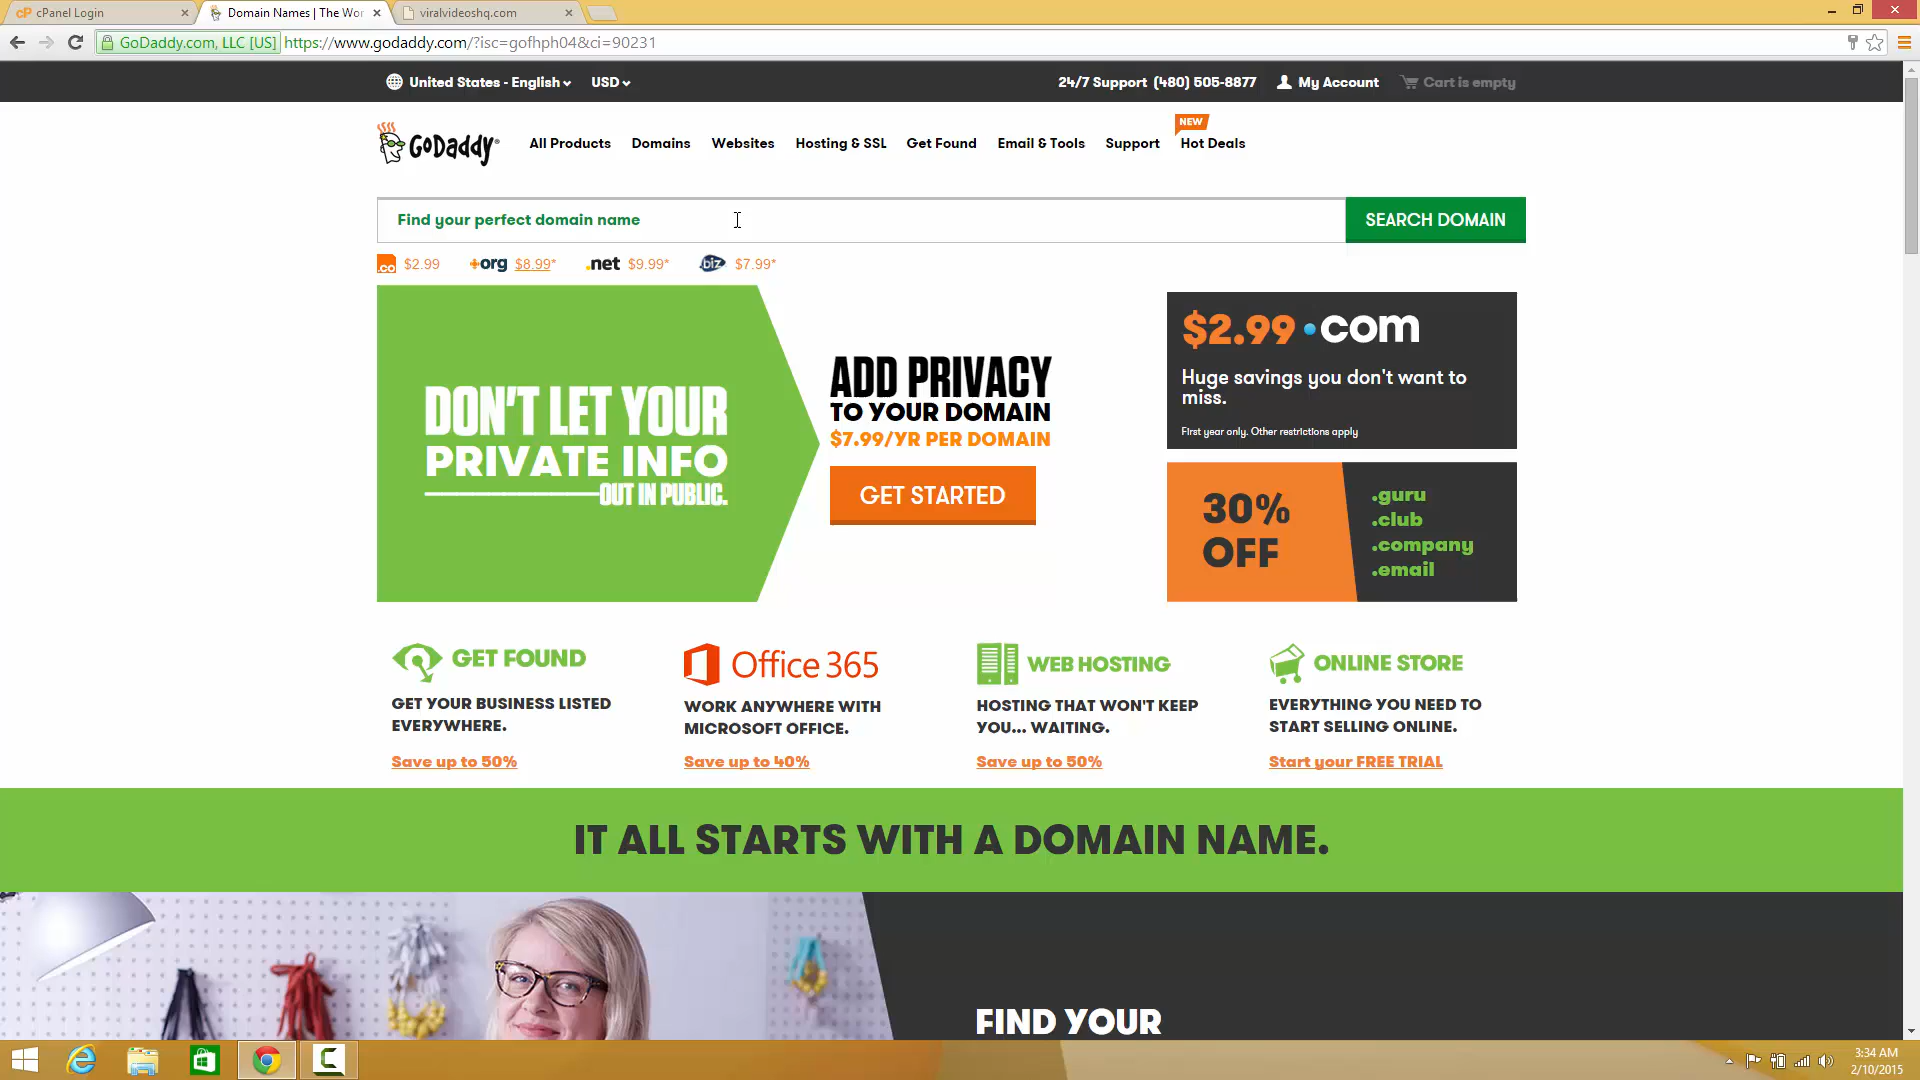 cPanel Login
Domain Names | The Wor
viralvideoshq.com
GoDaddy.com, LLC [US]
https://www.godaddy.com/?isc=gofhph04&ci=90231
United States - English
USD
24/7 Support (480) 505-8877
My Account
Cart is empty
GoDaddy
All Products
Domains
Websites
Hosting & SSL
Get Found
Email & Tools
Support
NEW
Hot Deals
Find your perfect domain name
SEARCH DOMAIN
.co $2.99
org $8.99*
.net $9.99*
.biz $7.99*
DON'T LET YOUR
PRIVATE INFO
OUT IN PUBLIC.
ADD PRIVACY
TO YOUR DOMAIN
$7.99/YR PER DOMAIN
GET STARTED
$2.99 .com
Huge savings you don't want to
miss.
First year only. Other restrictions apply
30%
OFF
.guru
.club
.company
.email
GET FOUND
GET YOUR BUSINESS LISTED
EVERYWHERE.
Save up to 50%
Office 365
WORK ANYWHERE WITH
MICROSOFT OFFICE.
Save up to 40%
WEB HOSTING
HOSTING THAT WON'T KEEP
YOU... WAITING.
Save up to 50%
ONLINE STORE
EVERYTHING YOU NEED TO
START SELLING ONLINE.
Start your FREE TRIAL
IT ALL STARTS WITH A DOMAIN NAME.
FIND YOUR
3:34 AM
2/10/2015